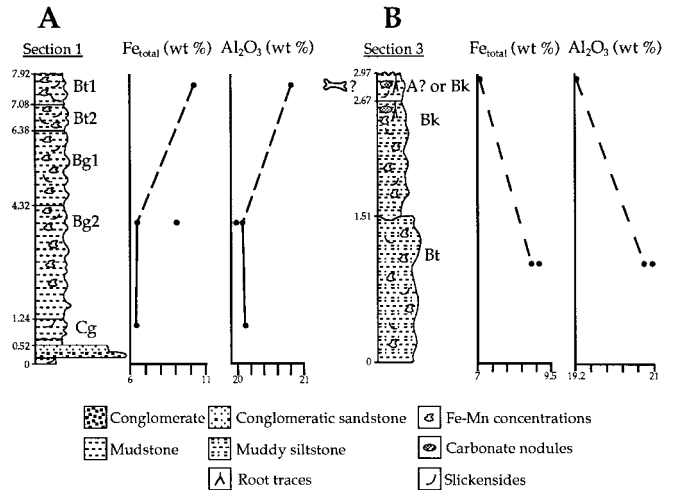 A
B
Section 1
Fetotal (wt %)
Al2O3 (wt %)
Section 3
Fetotal (wt %)
Al2O3 (wt %)
7.92
Bt1
7.08
Bt2
6.38
Bg1
4.32
Bg2
1.24
Cg
0.52
0
6
11
20
21
?
2.97
A? or Bk
2.67
Bk
1.51
Bt
0
7
9.5
19.2
21
Conglomerate
Conglomeratic sandstone
Fe-Mn concentrations
Mudstone
Muddy siltstone
Carbonate nodules
Root traces
Slickensides